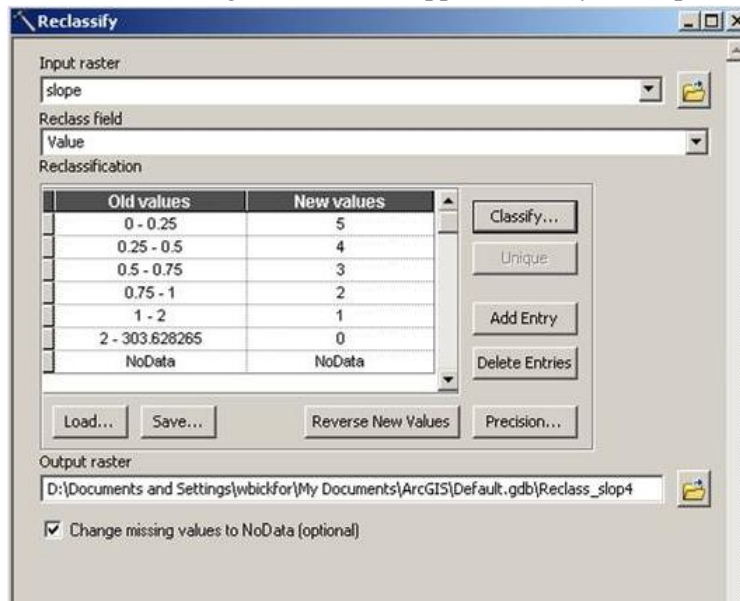 Reclassify
Input raster
slope
Reclass field
Value
Reclassification
Old values New values
0 - 0.25 5
0.25 - 0.5 4
0.5 - 0.75 3
0.75 - 1 2
1 - 2 1
2 - 303.628265 0
NoData NoData
Classify...
Unique
Add Entry
Delete Entries
Load... Save... Reverse New Values Precision...
Output raster
D:\Documents and Settings\wbickfor\My Documents\ArcGIS\Default.gdb\Reclass_slop4
Change missing values to NoData (optional)